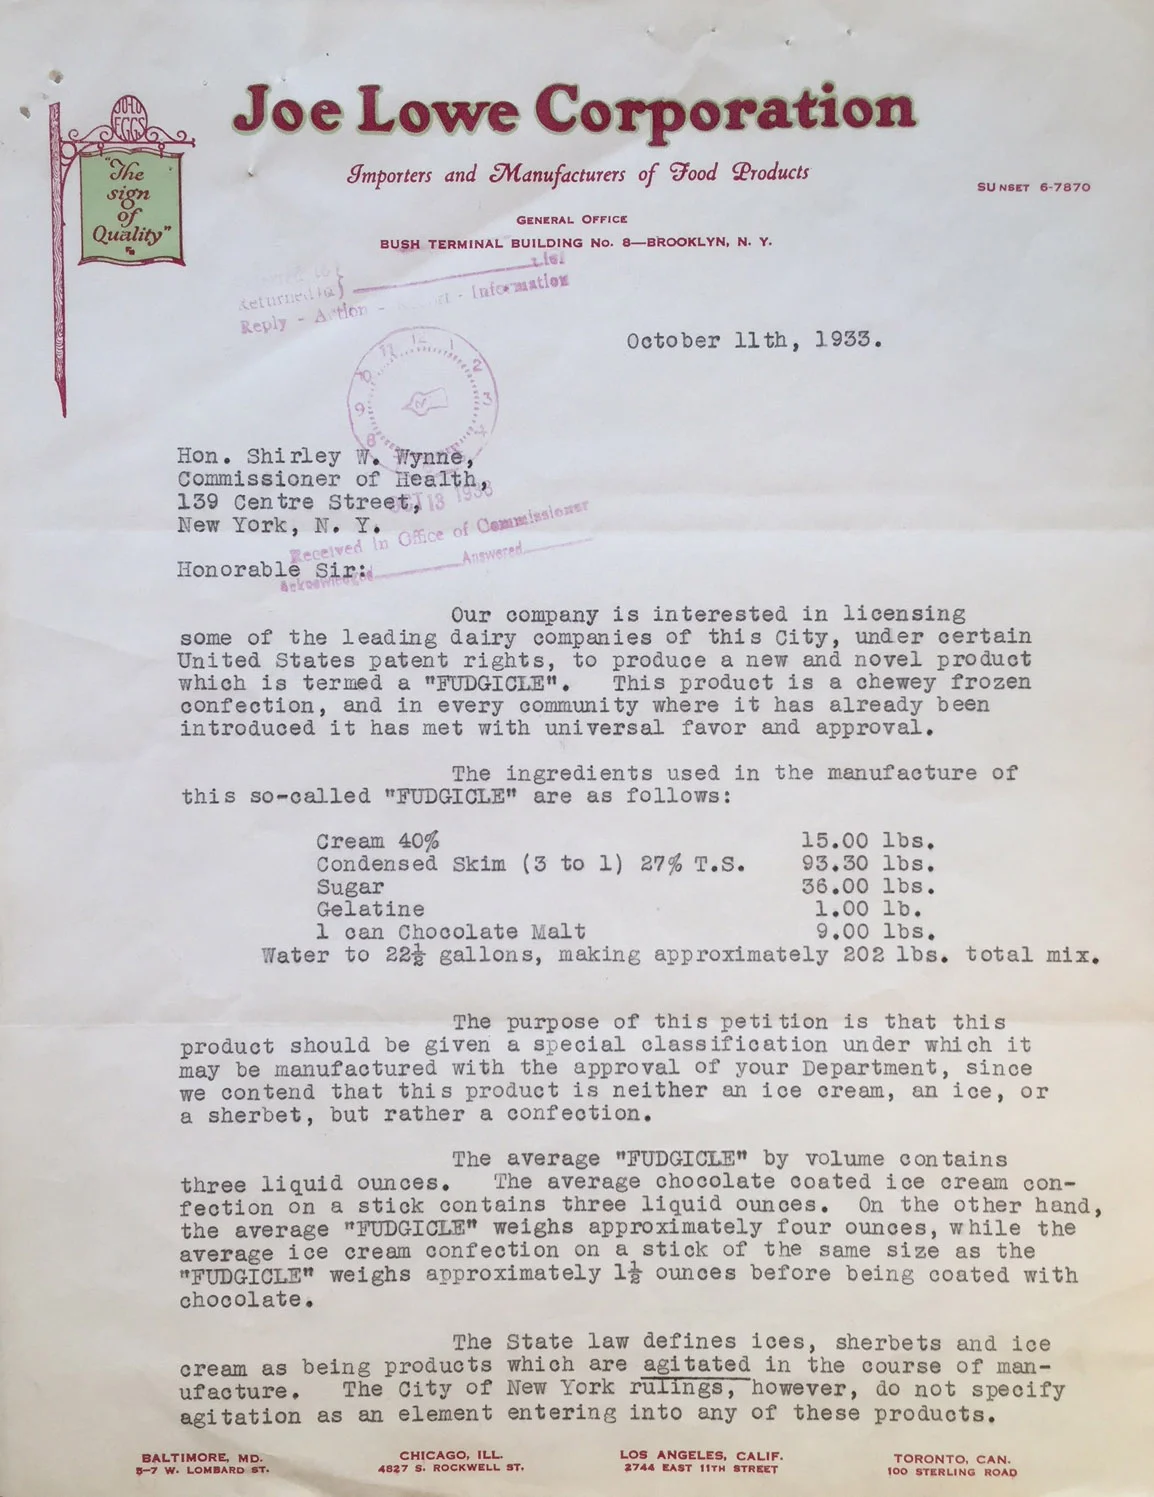 Joe Lowe Corporation
JO-LO
EGGS
"The
sign
of
Quality"
Importers and Manufacturers of Food Products
SUNSET 6-7870
GENERAL OFFICE
BUSH TERMINAL BUILDING No. 8—BROOKLYN, N. Y.
Returned to
Reply - Action - - Information
October 11th, 1933.
11 12 1 2 3 4 8 9 10
Hon. Shirley W. Wynne,
Commissioner of Health,
139 Centre Street,
13 1933
New York, N. Y.
Received in Office of Commissioner
Honorable Sir:
Acknowledged Answered
Our company is interested in licensing
some of the leading dairy companies of this City, under certain
United States patent rights, to produce a new and novel product
which is termed a "FUDGICLE". This product is a chewey frozen
confection, and in every community where it has already been
introduced it has met with universal favor and approval.
The ingredients used in the manufacture of
this so-called "FUDGICLE" are as follows:
Cream 40% 15.00 lbs.
Condensed Skim (3 to 1) 27% T.S. 93.30 lbs.
Sugar 36.00 lbs.
Gelatine 1.00 lb.
1 can Chocolate Malt 9.00 lbs.
Water to 22½ gallons, making approximately 202 lbs. total mix.
The purpose of this petition is that this
product should be given a special classification under which it
may be manufactured with the approval of your Department, since
we contend that this product is neither an ice cream, an ice, or
a sherbet, but rather a confection.
The average "FUDGICLE" by volume contains
three liquid ounces. The average chocolate coated ice cream con-
fection on a stick contains three liquid ounces. On the other hand,
the average "FUDGICLE" weighs approximately four ounces, while the
average ice cream confection on a stick of the same size as the
"FUDGICLE" weighs approximately 1½ ounces before being coated with
chocolate.
The State law defines ices, sherbets and ice
cream as being products which are agitated in the course of man-
ufacture. The City of New York rulings, however, do not specify
agitation as an element entering into any of these products.
BALTIMORE, MD. CHICAGO, ILL. LOS ANGELES, CALIF. TORONTO, CAN.
5-7 W. LOMBARD ST. 4827 S. ROCKWELL ST. 2744 EAST 11TH STREET 100 STERLING ROAD